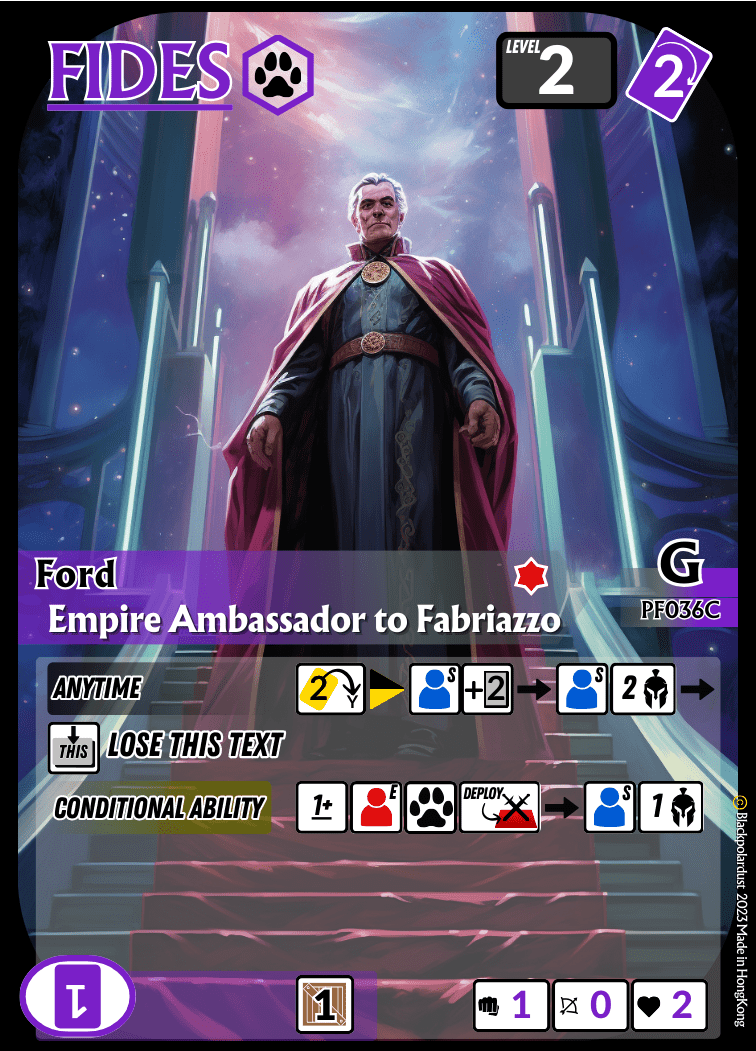 FIDES
LEVEL 2
2
Ford
G
Empire Ambassador to Fabriazzo
PF036C
ANYTIME 2 Y S +2 S 2
THIS LOSE THIS TEXT
CONDITIONAL ABILITY 1+ E DEPLOY S 1
© Blackpolardust 2023 Made in HongKong
1 1 1 0 2